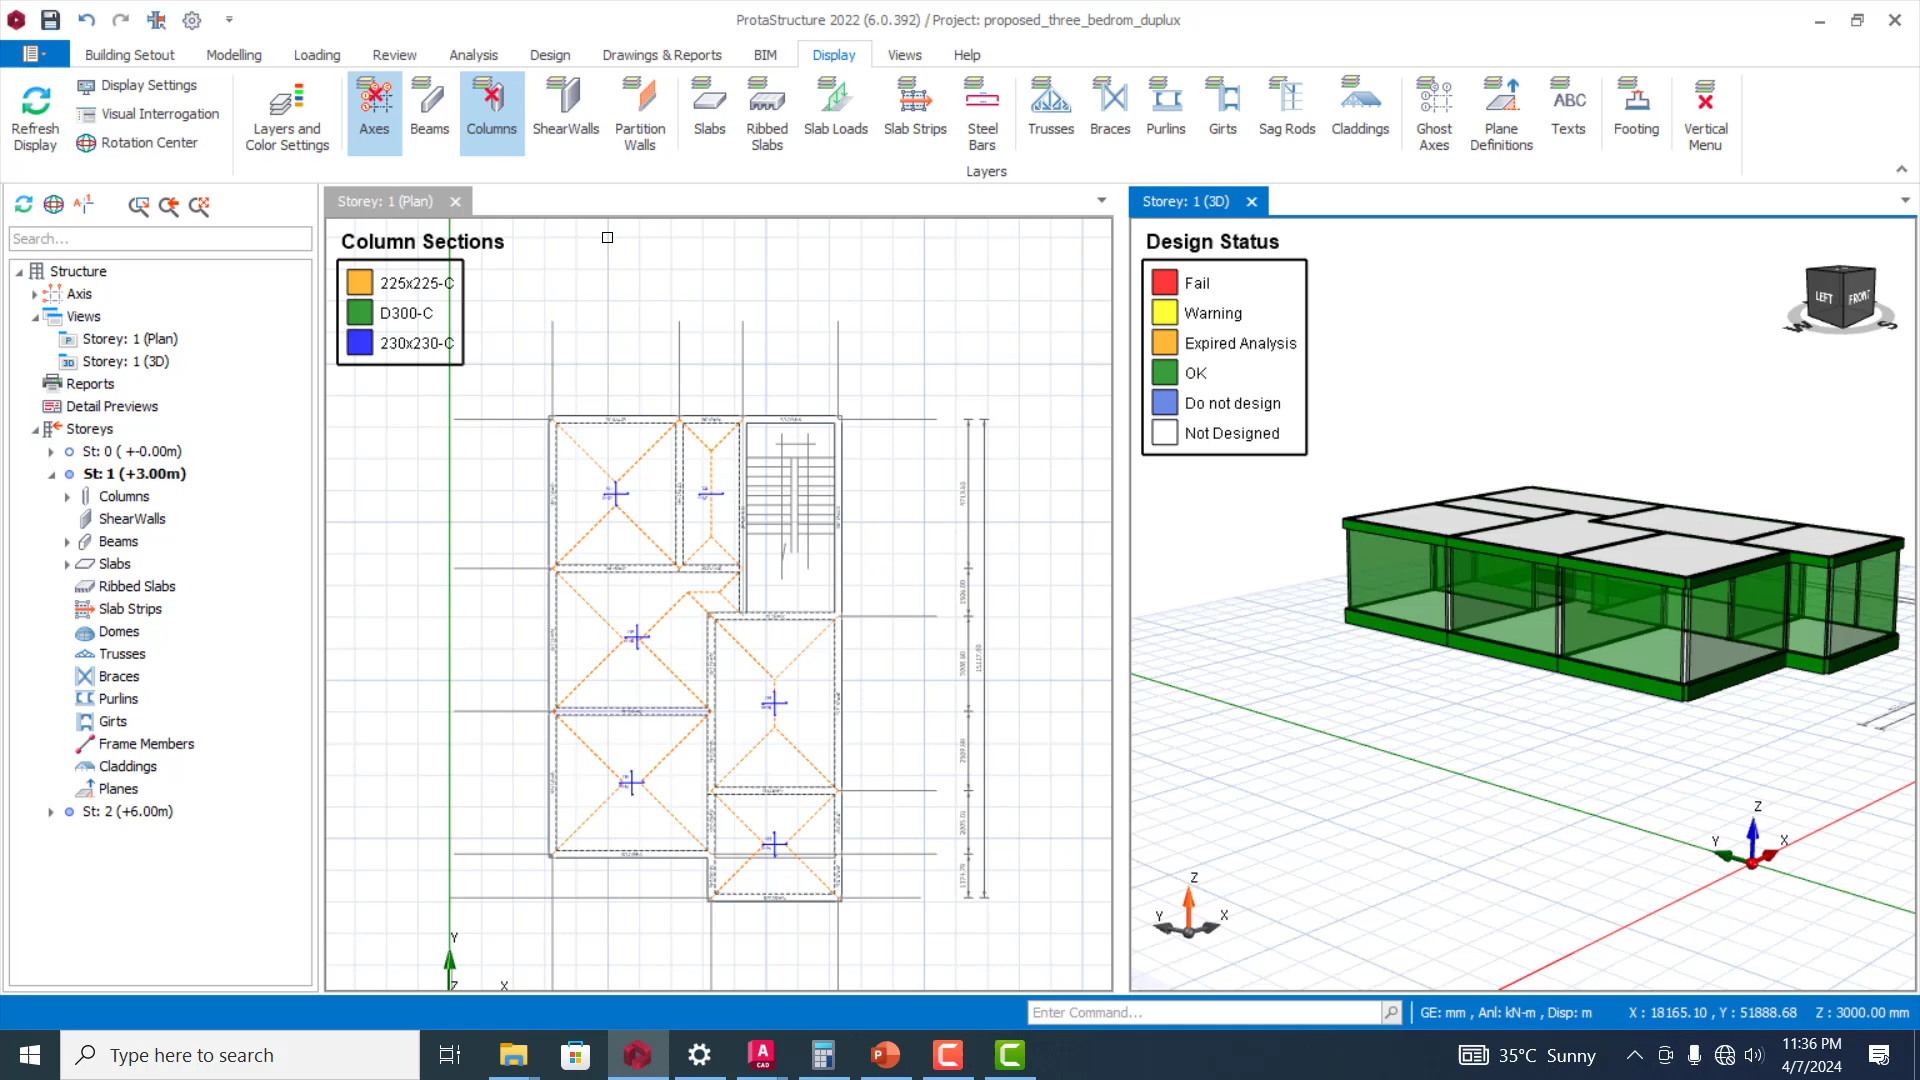 ProtaStructure 2022 (6.0.392) / Project: proposed_three_bedrom_duplux
Building Setout
Modelling
Loading
Review
Analysis
Design
Drawings & Reports
BIM
Display
Views
Help
Refresh Display
Display Settings
Visual Interrogation
Rotation Center
Layers and Color Settings
Axes
Beams
Columns
ShearWalls
Partition Walls
Slabs
Ribbed Slabs
Slab Loads
Slab Strips
Steel Bars
Trusses
Braces
Purlins
Girts
Sag Rods
Claddings
Ghost Axes
Plane Definitions
ABC
Texts
Footing
Vertical Menu
Layers
Search...
Structure
Axis
Views
Storey: 1 (Plan)
Storey: 1 (3D)
Reports
Detail Previews
Storeys
St: 0 ( +-0.00m)
St: 1 (+3.00m)
Columns
ShearWalls
Beams
Slabs
Ribbed Slabs
Slab Strips
Domes
Trusses
Braces
Purlins
Girts
Frame Members
Claddings
Planes
St: 2 (+6.00m)
Storey: 1 (Plan)
Column Sections
225x225-C
D300-C
230x230-C
Y
Z
X
Storey: 1 (3D)
Design Status
Fail
Warning
Expired Analysis
OK
Do not design
Not Designed
LEFT
FRONT
W
S
Z
Y
X
Z
Y
X
Enter Command...
GE: mm , Anl: kN-m , Disp: m
X : 18165.10 , Y : 51888.68
Z : 3000.00 mm
Type here to search
A
CAD
P
C
C
35°C Sunny
11:36 PM
4/7/2024